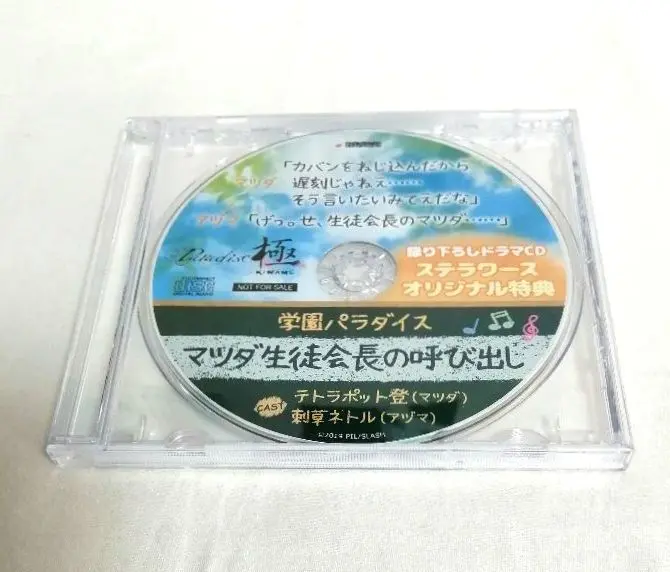 「カバンをねじ込んだから
マツダ 遅刻じゃねぇ……
そう言いたいみてぇだな」
アヅマ 「げっ。せ、生徒会長のマツダ……」
Paradise 極
KIWAMI
NOT FOR SALE
録り下ろしドラマCD
ステラワース
オリジナル特典
学園パラダイス
マツダ生徒会長の呼び出し
CAST テトラポット登(マツダ)
刺草ネトル(アヅマ)
©2019 PIL/SLASH